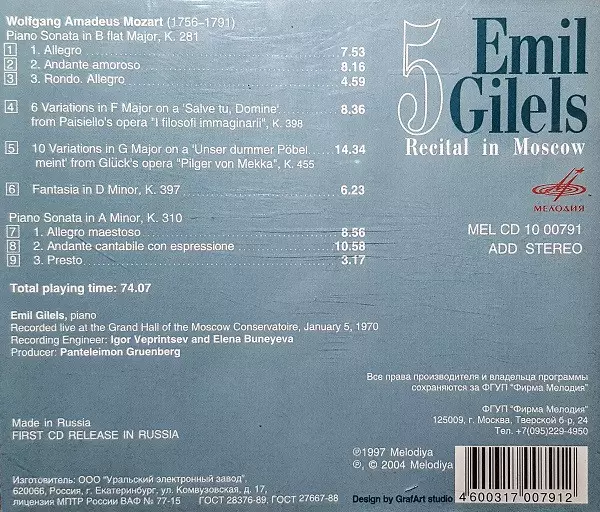 Wolfgang Amadeus Mozart (1756–1791)
Piano Sonata in B flat Major, K. 281
1 1. Allegro 7.53
2 2. Andante amoroso 8.16
3 3. Rondo. Allegro 4.59
4 6 Variations in F Major on a 'Salve tu, Domine' 8.36
from Paisiello's opera "I filosofi immaginarii", K. 398
5 10 Variations in G Major on a 'Unser dummer Pöbel 14.34
meint' from Glück's opera "Pilger von Mekka", K. 455
6 Fantasia in D Minor, K. 397 6.23
Piano Sonata in A Minor, K. 310
7 1. Allegro maestoso 8.56
8 2. Andante cantabile con espressione 10.58
9 3. Presto 3.17
Total playing time: 74.07
Emil Gilels, piano
Recorded live at the Grand Hall of the Moscow Conservatoire, January 5, 1970
Recording Engineer: Igor Veprintsev and Elena Buneyeva
Producer: Panteleimon Gruenberg
Made in Russia
FIRST CD RELEASE IN RUSSIA
Изготовитель: ООО "Уральский электронный завод".
620066, Россия, г. Екатеринбург, ул. Комвузовская, д. 17,
лицензия МПТР России ВАФ № 77-15 ГОСТ 28376-89, ГОСТ 27667-88
5 Emil
Gilels
Recital in Moscow
МЕЛОДИЯ
MEL CD 10 00791
ADD STEREO
Все права производителя и владельца программы
сохраняются за ФГУП "Фирма Мелодия"
ФГУП "Фирма Мелодия"
125009, г. Москва, Тверской б-р, 24
Тел. +7(095)229-4950
℗1997 Melodiya
℗, © 2004 Melodiya
Design by GrafArt studio
4600317007912